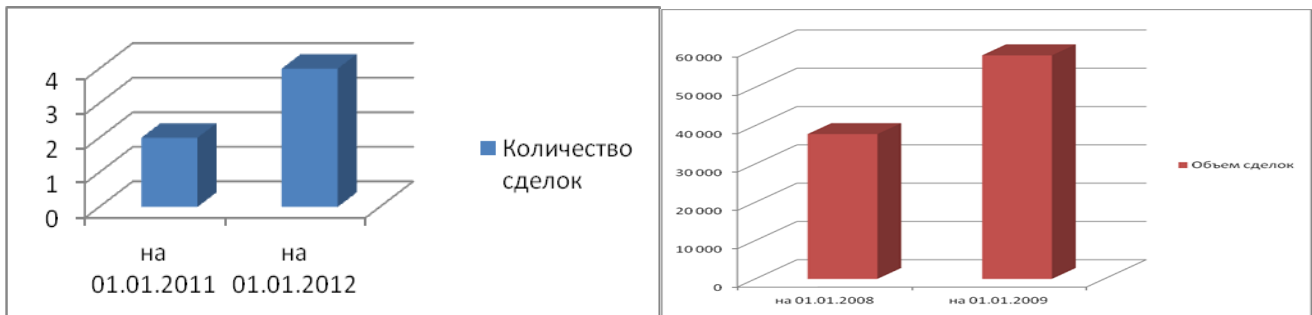 4
3
2
1
0
на
01.01.2011
на
01.01.2012
Количество
сделок
60 000
50 000
40 000
30 000
20 000
10 000
0
на 01.01.2008
на 01.01.2009
Объем сделок